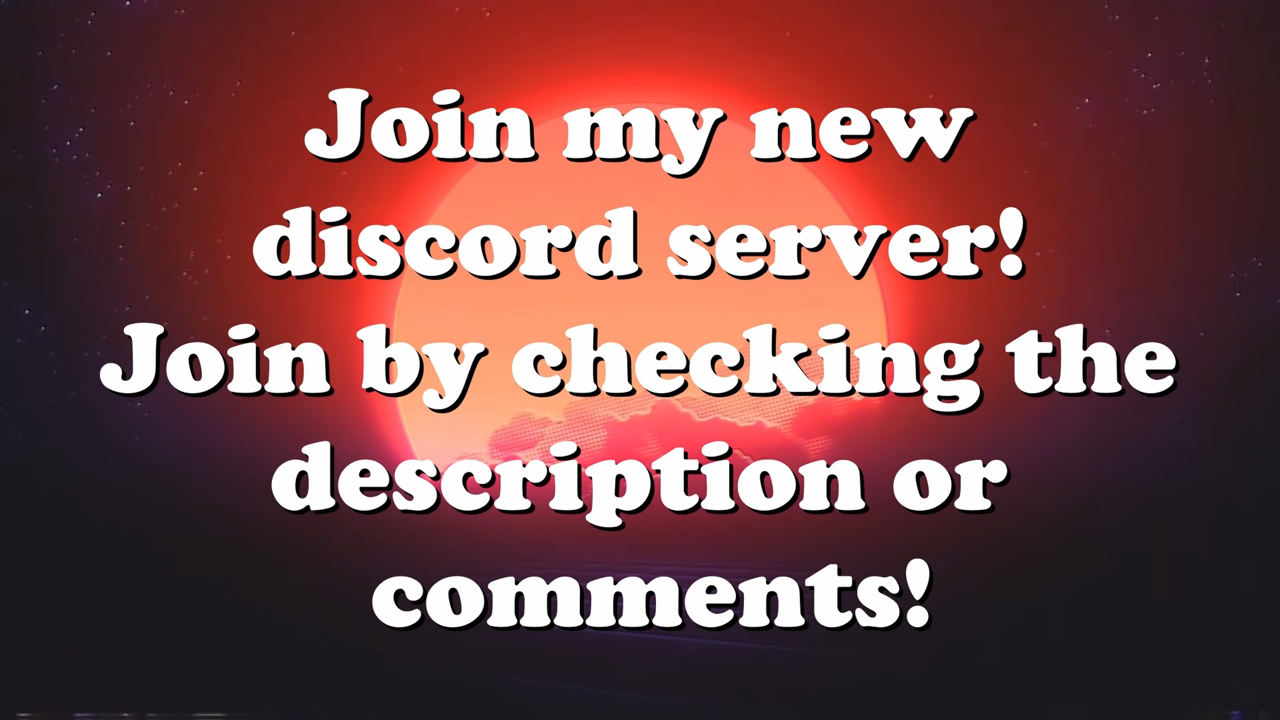 Join my new
discord server!
Join by checking the
description or
comments!